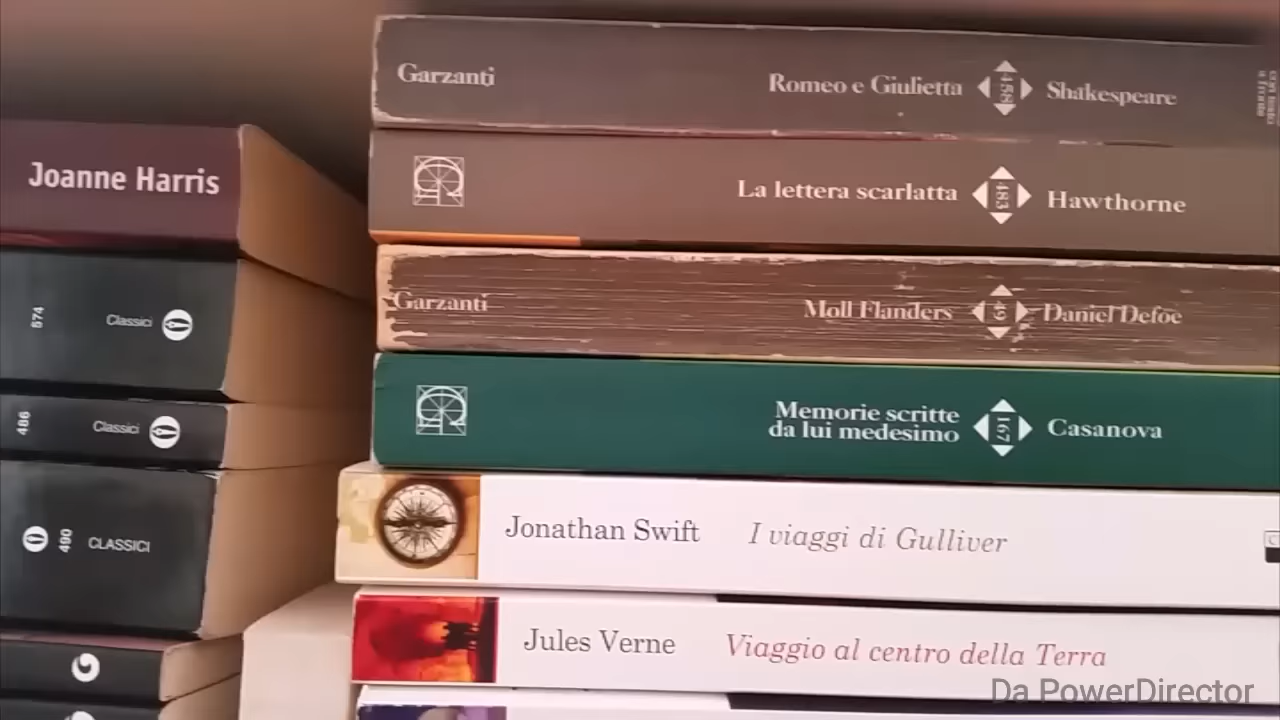 Joanne Harris
574 Classici
486 Classici
490 CLASSICI
Garzanti Romeo e Giulietta 458 Shakespeare
La lettera scarlatta 483 Hawthorne
Garzanti Moll Flanders 49 Daniel Defoe
Memorie scritte
da lui medesimo 167 Casanova
Jonathan Swift I viaggi di Gulliver
Jules Verne Viaggio al centro della Terra
Da PowerDirector